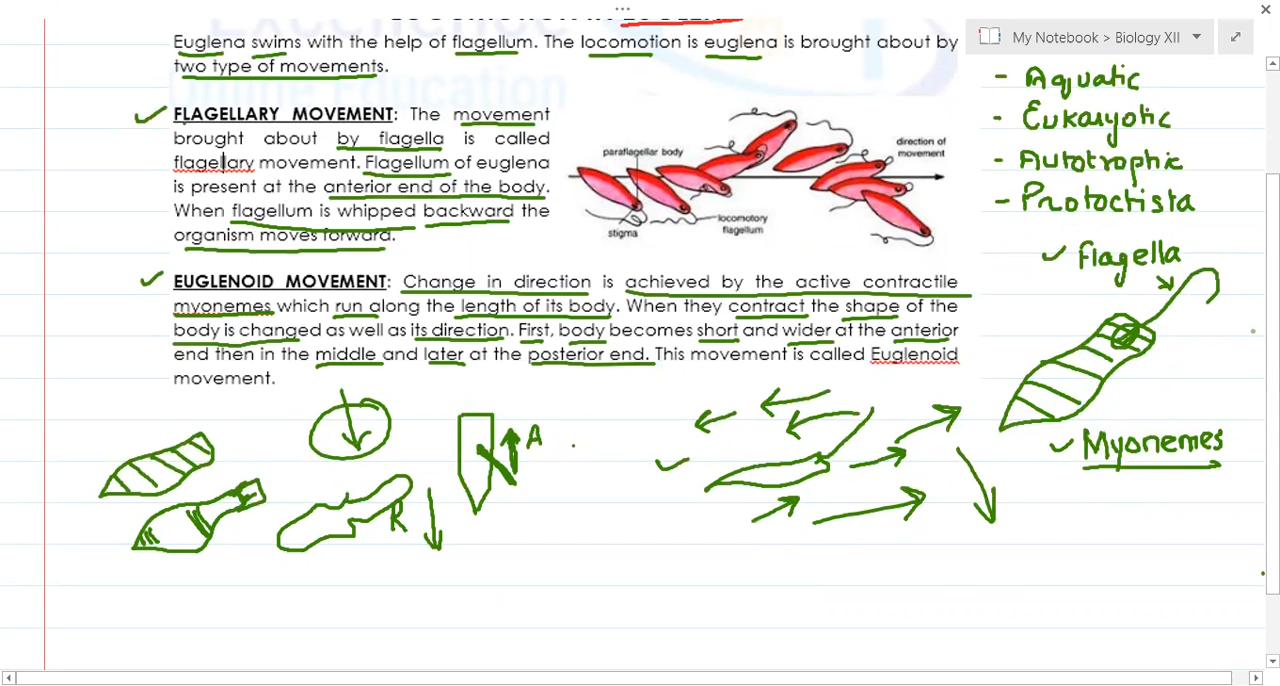 LOCOMOTION IN EUGLENA
Euglena swims with the help of flagellum. The locomotion is euglena is brought about by
two type of movements.
FLAGELLARY MOVEMENT: The movement
brought about by flagella is called
flagellary movement. Flagellum of euglena
is present at the anterior end of the body.
When flagellum is whipped backward the
organism moves forward.
paraflagellar body
direction of
movement
locomotory
flagellum
stigma
EUGLENOID MOVEMENT: Change in direction is achieved by the active contractile
myonemes which run along the length of its body. When they contract the shape of the
body is changed as well as its direction. First, body becomes short and wider at the anterior
end then in the middle and later at the posterior end. This movement is called Euglenoid
movement.
A
R
My Notebook > Biology XII
- Aquatic
- Eukaryotic
- Autotrophic
- Protoctista
Flagella
Myonemes
Online Education